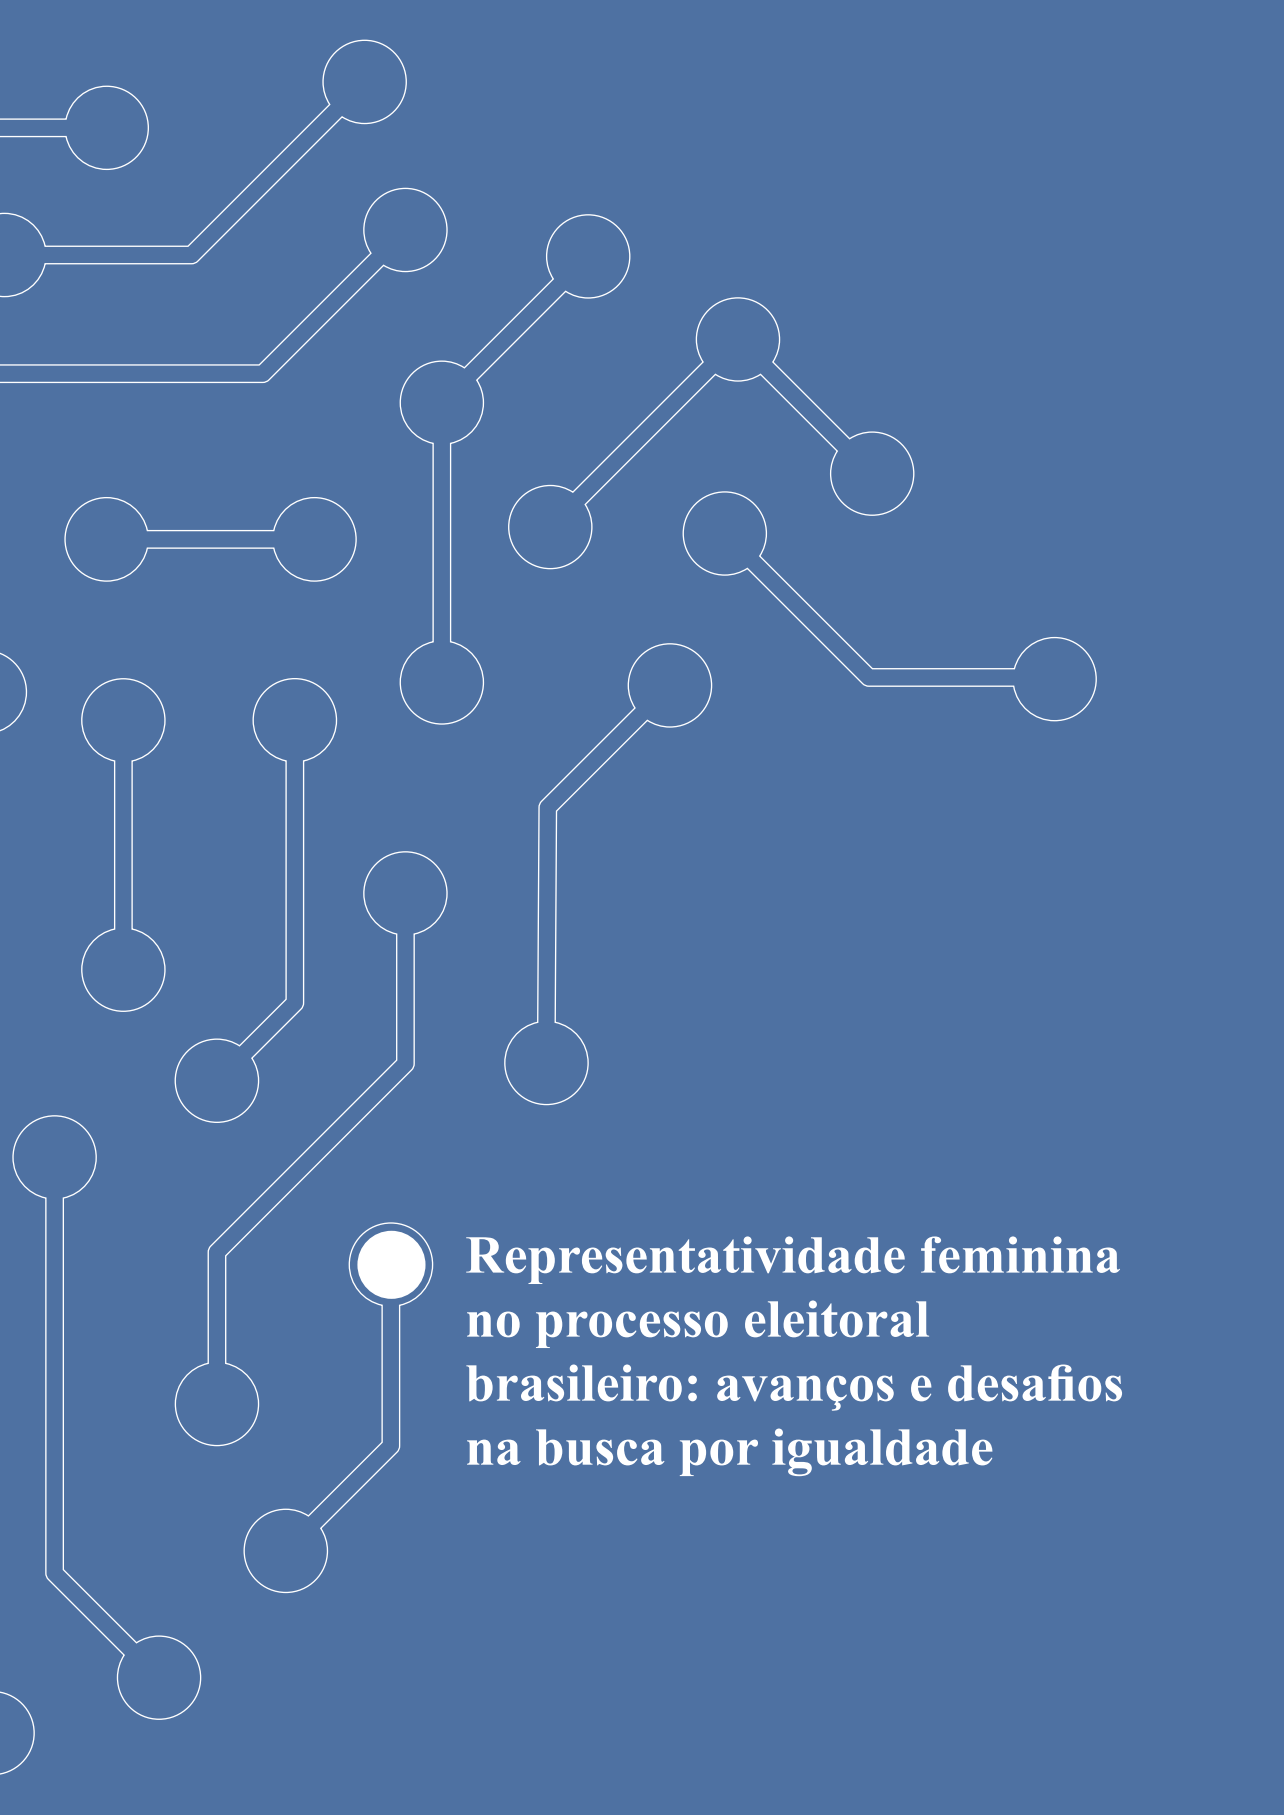 Representatividade feminina
no processo eleitoral
brasileiro: avanços e desafios
na busca por igualdade